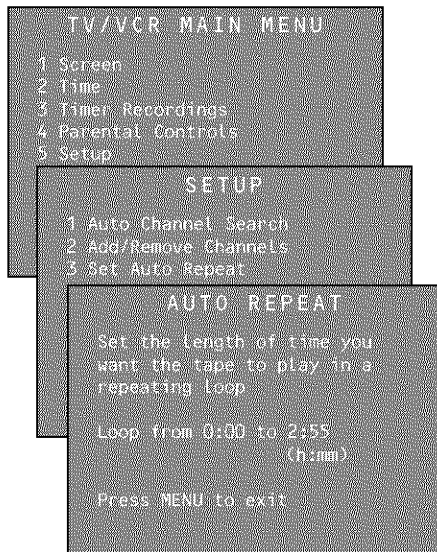 TV/VCR MAIN MENU
1 Screen
2 Time
3 Timer Recordings
4 Parental Controls
5 Setup
SETUP
1 Auto Channel Search
2 Add/Remove Channels
3 Set Auto Repeat
AUTO REPEAT
Set the length of time you
want the tape to play in a
repeating loop
Loop from 0:00 to 2:55
(h:mm)
Press MENU to exit